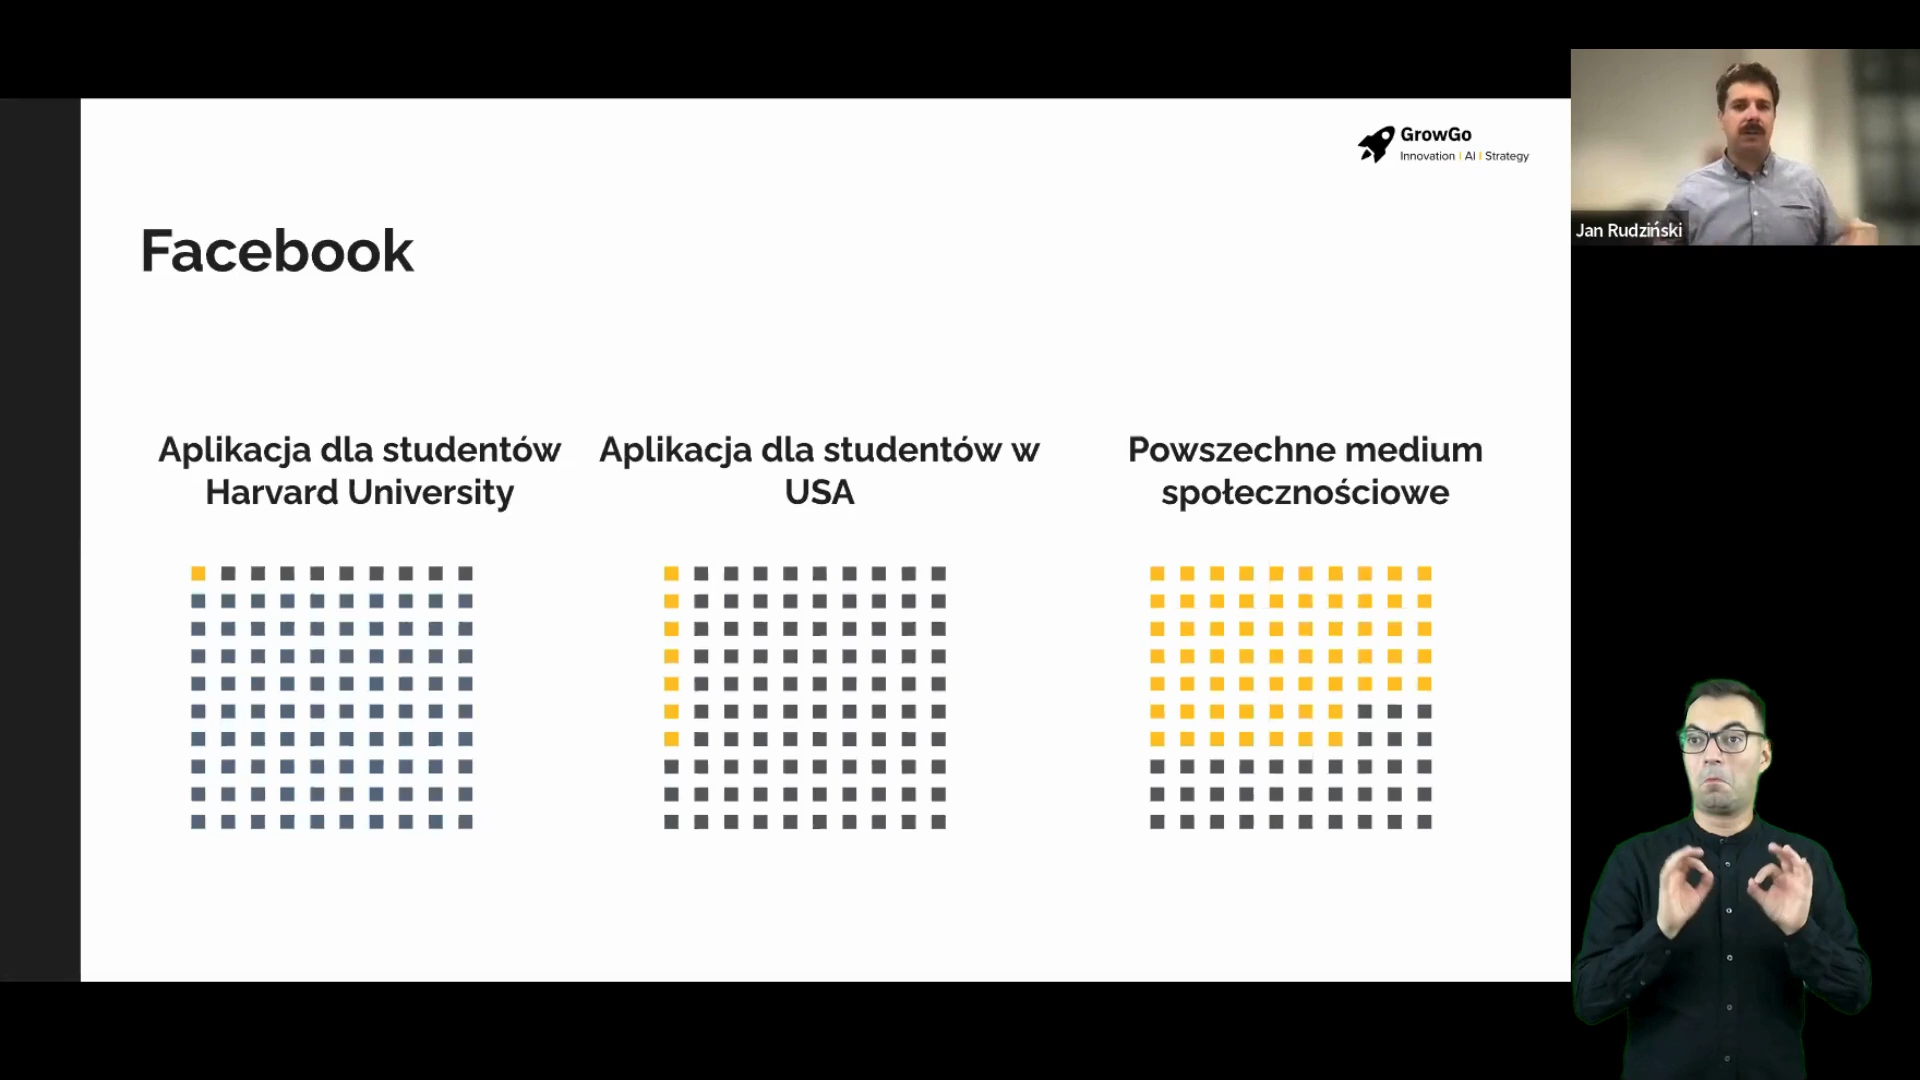 GrowGo
Innovation | AI | Strategy
Jan Rudziński
Facebook
Aplikacja dla studentów
Harvard University
Aplikacja dla studentów w
USA
Powszechne medium
społecznościowe